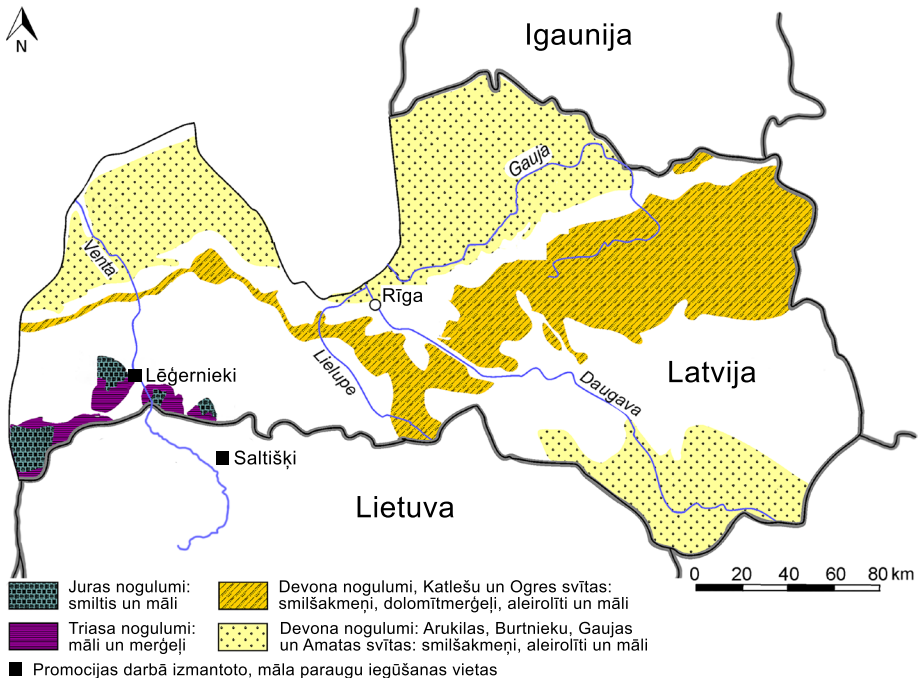 N
Igaunija
Gauja
Venta
Rīga
Lielupe
Lēģernieki
Latvija
Daugava
Saltišķi
Lietuva
0 20 40 60 80 km
Juras nogulumi:
smiltis un māli
Devona nogulumi, Katlešu un Ogres svītas:
smilšakmeņi, dolomītmerģeļi, aleirolīti un māli
Triasa nogulumi:
māli un merģeļi
Devona nogulumi: Arukilas, Burtnieku, Gaujas
un Amatas svītas: smilšakmeņi, aleirolīti un māli
Promocijas darbā izmantoto, māla paraugu iegūšanas vietas